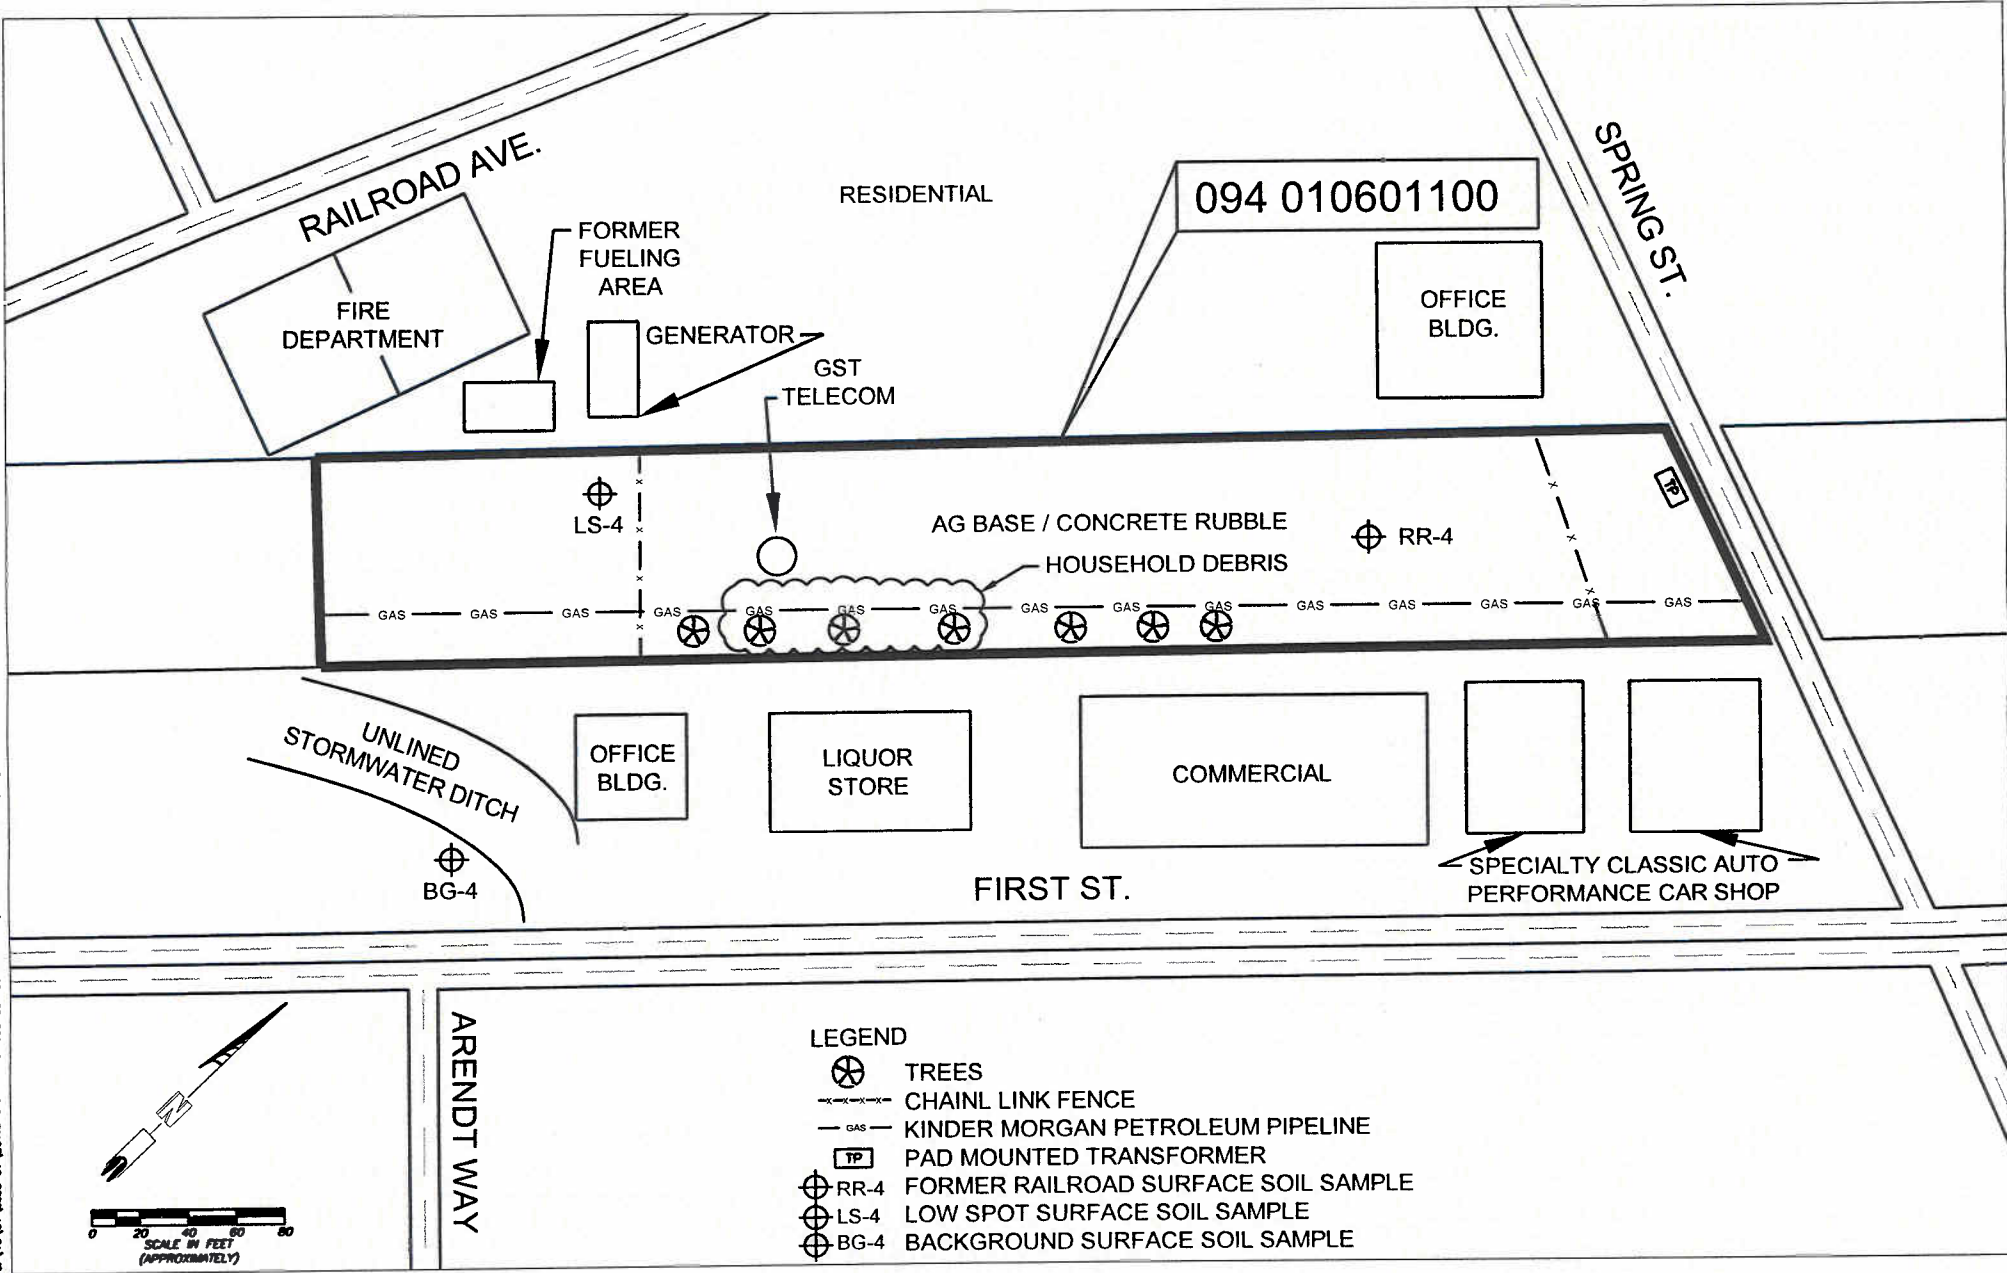 RAILROAD AVE.
SPRING ST.
RESIDENTIAL
094 010601100
FORMER
FUELING
AREA
FIRE
DEPARTMENT
GENERATOR
GST
TELECOM
OFFICE
BLDG.
TP
LS-4
AG BASE / CONCRETE RUBBLE
RR-4
HOUSEHOLD DEBRIS
GAS GAS GAS GAS GAS GAS GAS GAS GAS GAS GAS GAS GAS GAS GAS
UNLINED
STORMWATER DITCH
OFFICE
BLDG.
LIQUOR
STORE
COMMERCIAL
BG-4
FIRST ST.
SPECIALTY CLASSIC AUTO
PERFORMANCE CAR SHOP
ARENDT WAY
N
0 20 40 60 80
SCALE IN FEET
(APPROXIMATELY)
LEGEND
TREES
CHAINL LINK FENCE
GAS KINDER MORGAN PETROLEUM PIPELINE
TP PAD MOUNTED TRANSFORMER
RR-4 FORMER RAILROAD SURFACE SOIL SAMPLE
LS-4 LOW SPOT SURFACE SOIL SAMPLE
BG-4 BACKGROUND SURFACE SOIL SAMPLE